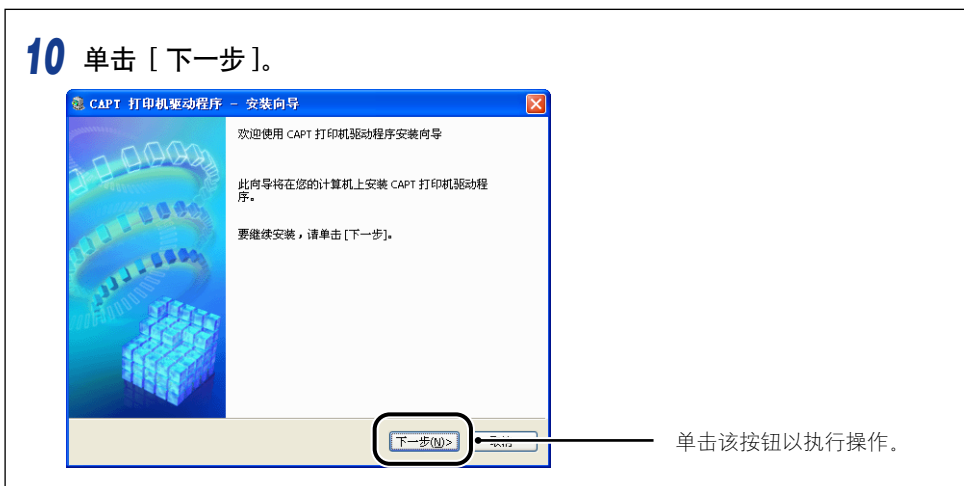 10 单击 [ 下一步 ]。
CAPT 打印机驱动程序 - 安装向导
欢迎使用 CAPT 打印机驱动程序安装向导
此向导将在您的计算机上安装 CAPT 打印机驱动程
序。
要继续安装，请单击[下一步]。
下一步(N)>
单击该按钮以执行操作。